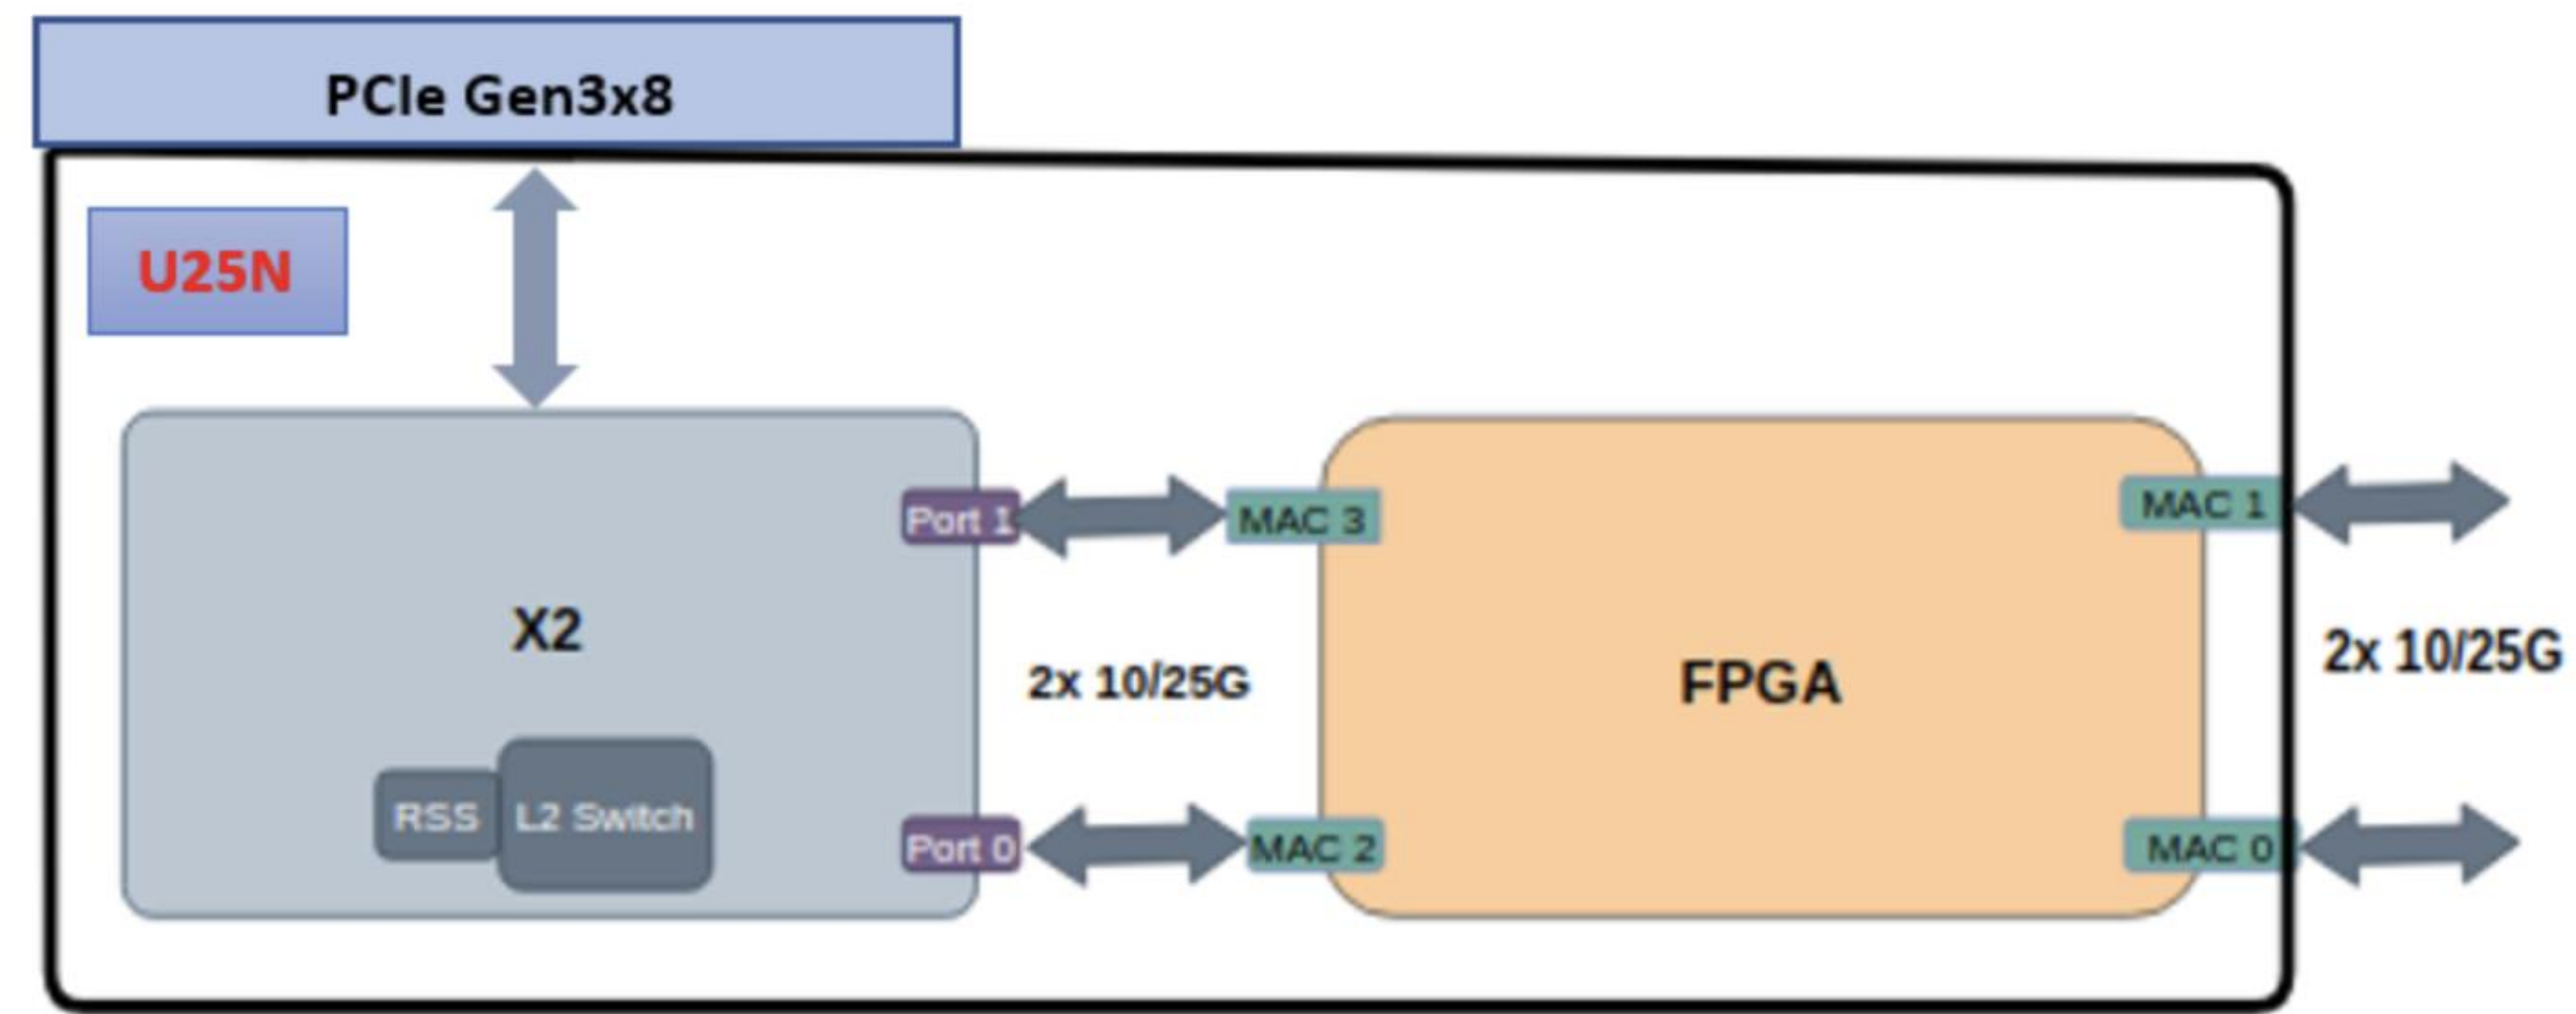 PCIe Gen3x8
U25N
Port 1
MAC 3
MAC 1
X2
2x 10/25G
FPGA
2x 10/25G
RSS
L2 Switch
Port 0
MAC 2
MAC 0